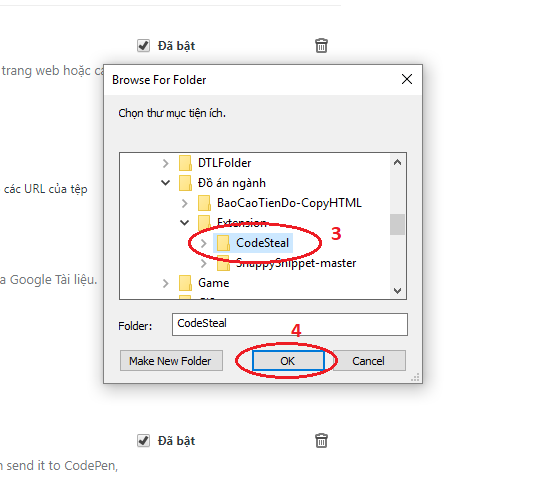 Đã bật
trang web hoặc cá
Browse For Folder
Chọn thư mục tiện ích.
DTLFolder
Đồ án ngành
các URL của tệp
BaoCaoTienDo-CopyHTML
Extension
3
CodeSteal
SnappySnippet-master
a Google Tài liệu.
Game
4
Folder:
CodeSteal
Make New Folder
OK
Cancel
Đã bật
n send it to CodePen,